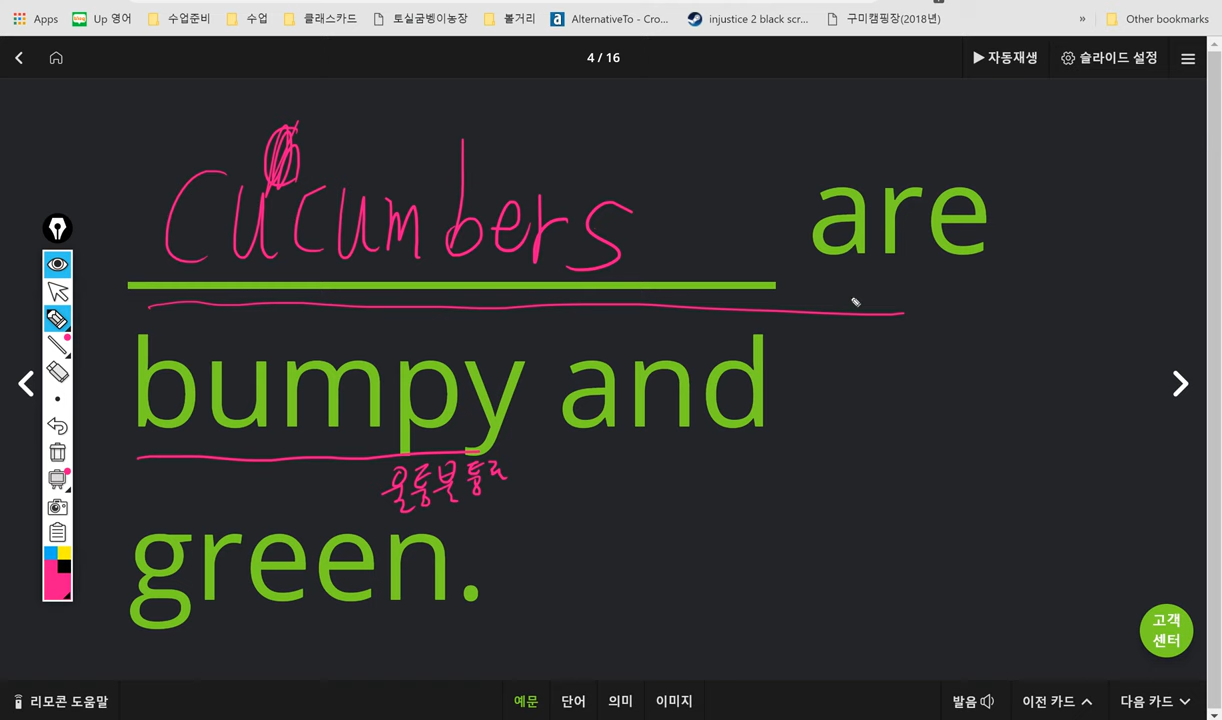 Apps
Up 영어
수업준비
수업
클래스카드
토실굼벵이농장
볼거리
AlternativeTo - Cro...
injustice 2 black scr...
구미캠핑장(2018년)
»
Other bookmarks
4 / 16
자동재생
슬라이드 설정
Cucumbers are
bumpy and
울퉁불퉁
green.
고객
센터
리모콘 도움말
예문
단어
의미
이미지
발음
이전 카드
다음 카드